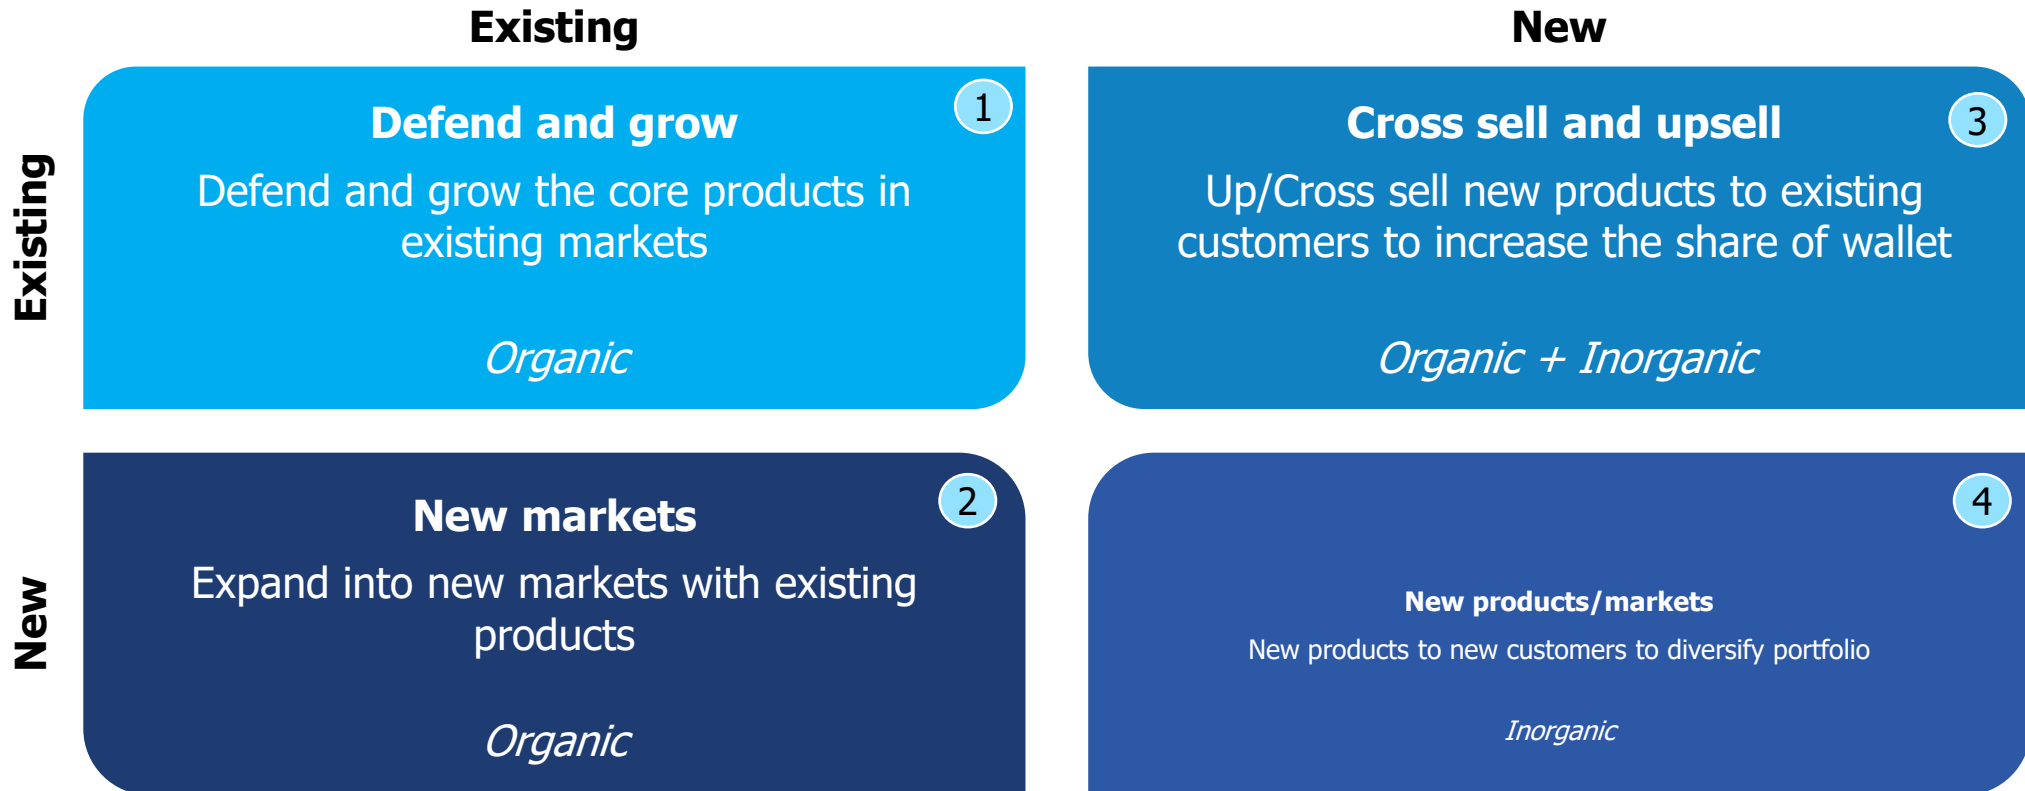 Existing
New
Existing
Defend and grow
1
Defend and grow the core products in
existing markets
Organic
Cross sell and upsell
3
Up/Cross sell new products to existing
customers to increase the share of wallet
Organic + Inorganic
New
New markets
2
Expand into new markets with existing
products
Organic
4
New products/markets
New products to new customers to diversify portfolio
Inorganic